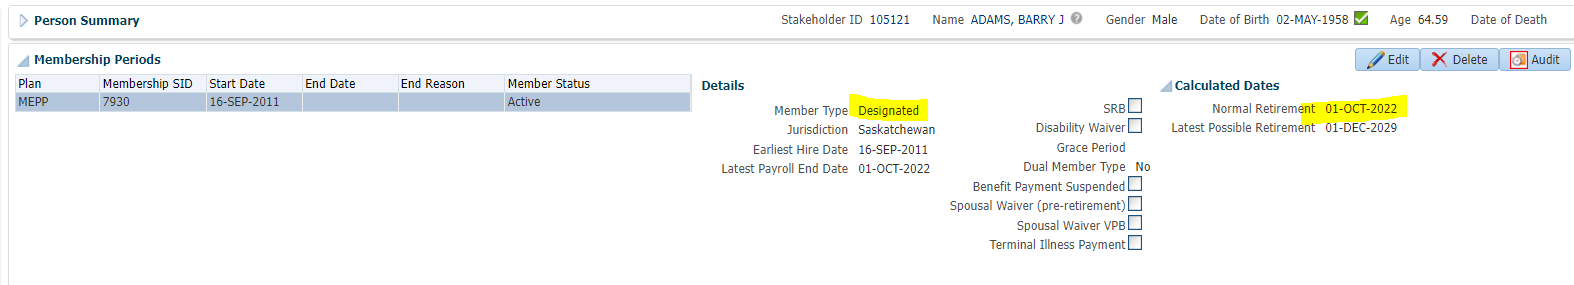 Person Summary Stakeholder ID 105121 Name ADAMS, BARRY J Gender Male Date of Birth 02-MAY-1958 Age 64.59 Date of Death
Membership Periods Edit Delete Audit
Plan Membership SID Start Date End Date End Reason Member Status
MEPP 7930 16-SEP-2011 Active
Details
Member Type Designated
Jurisdiction Saskatchewan
Earliest Hire Date 16-SEP-2011
Latest Payroll End Date 01-OCT-2022
SRB
Disability Waiver
Grace Period
Dual Member Type No
Benefit Payment Suspended
Spousal Waiver (pre-retirement)
Spousal Waiver VPB
Terminal Illness Payment
Calculated Dates
Normal Retirement 01-OCT-2022
Latest Possible Retirement 01-DEC-2029